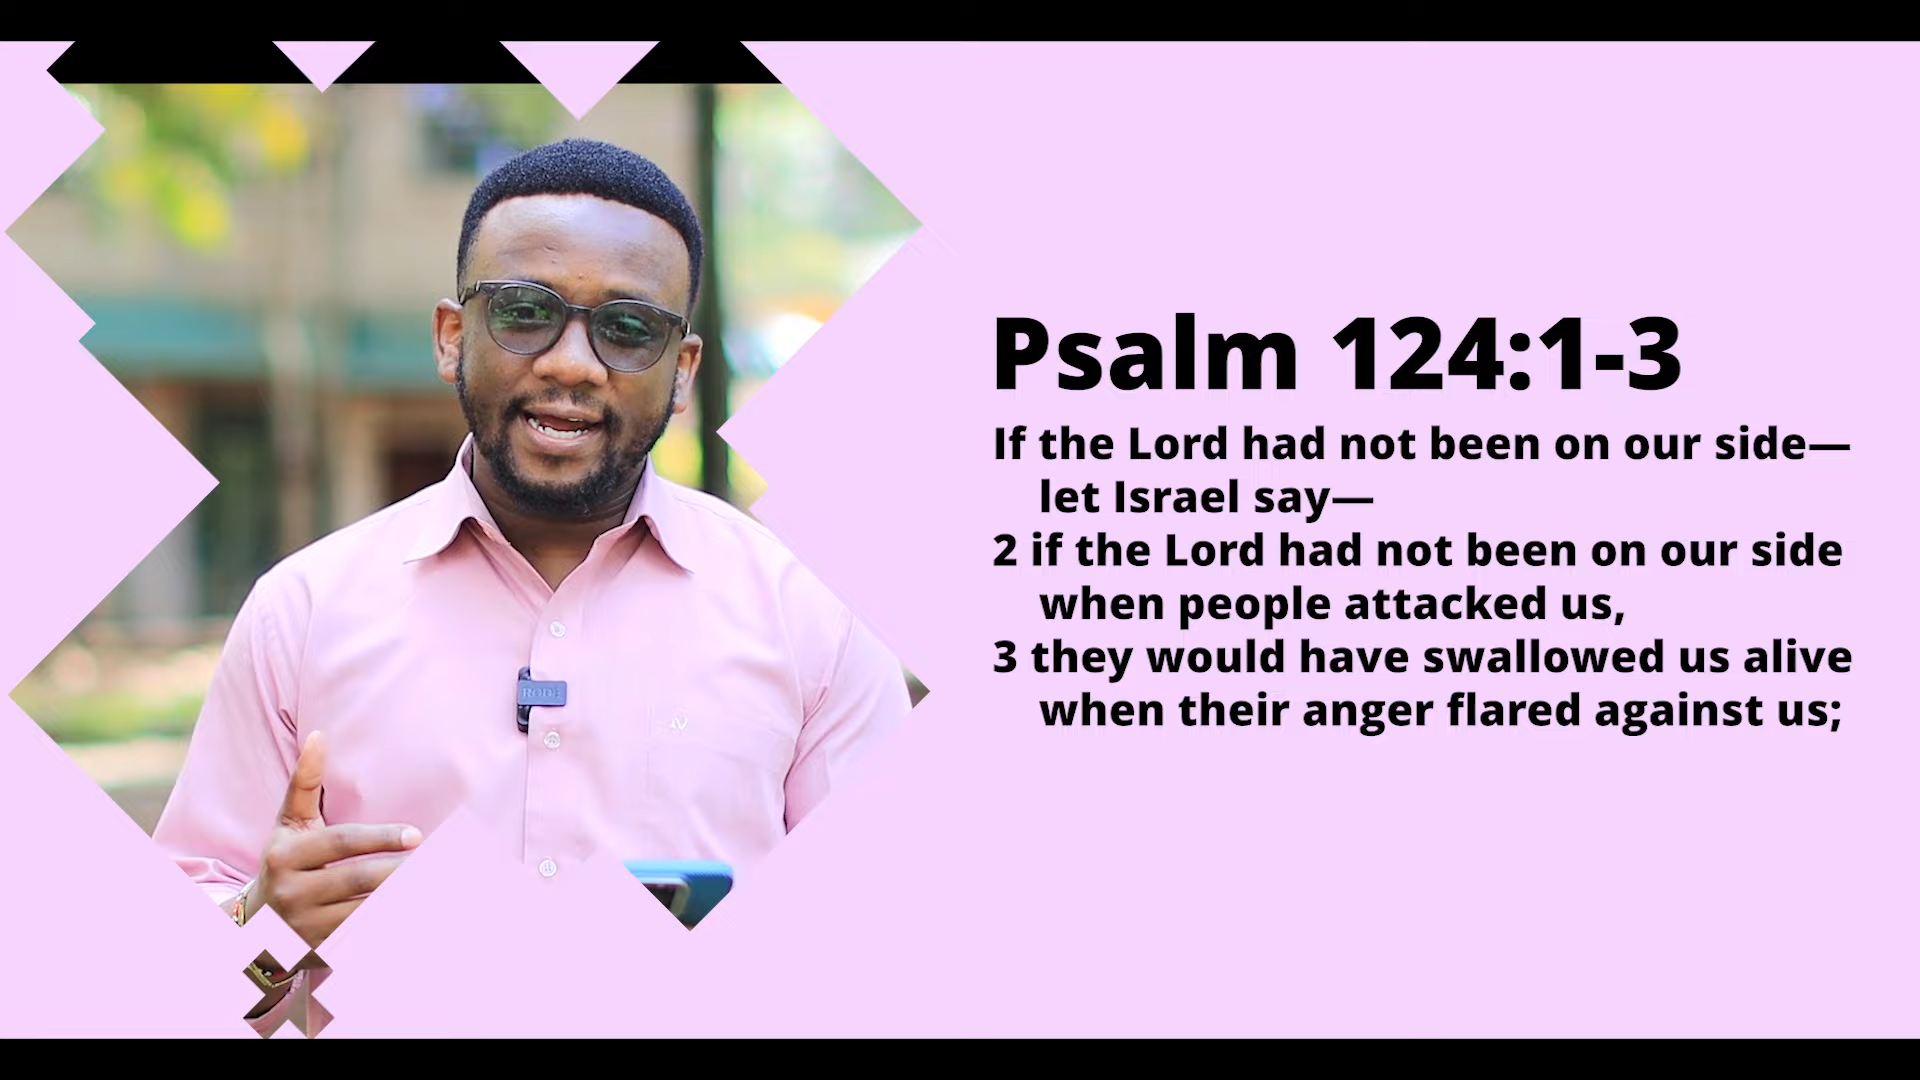 Psalm 124:1-3
If the Lord had not been on our side—
let Israel say—
2 if the Lord had not been on our side
when people attacked us,
3 they would have swallowed us alive
when their anger flared against us;
RODE